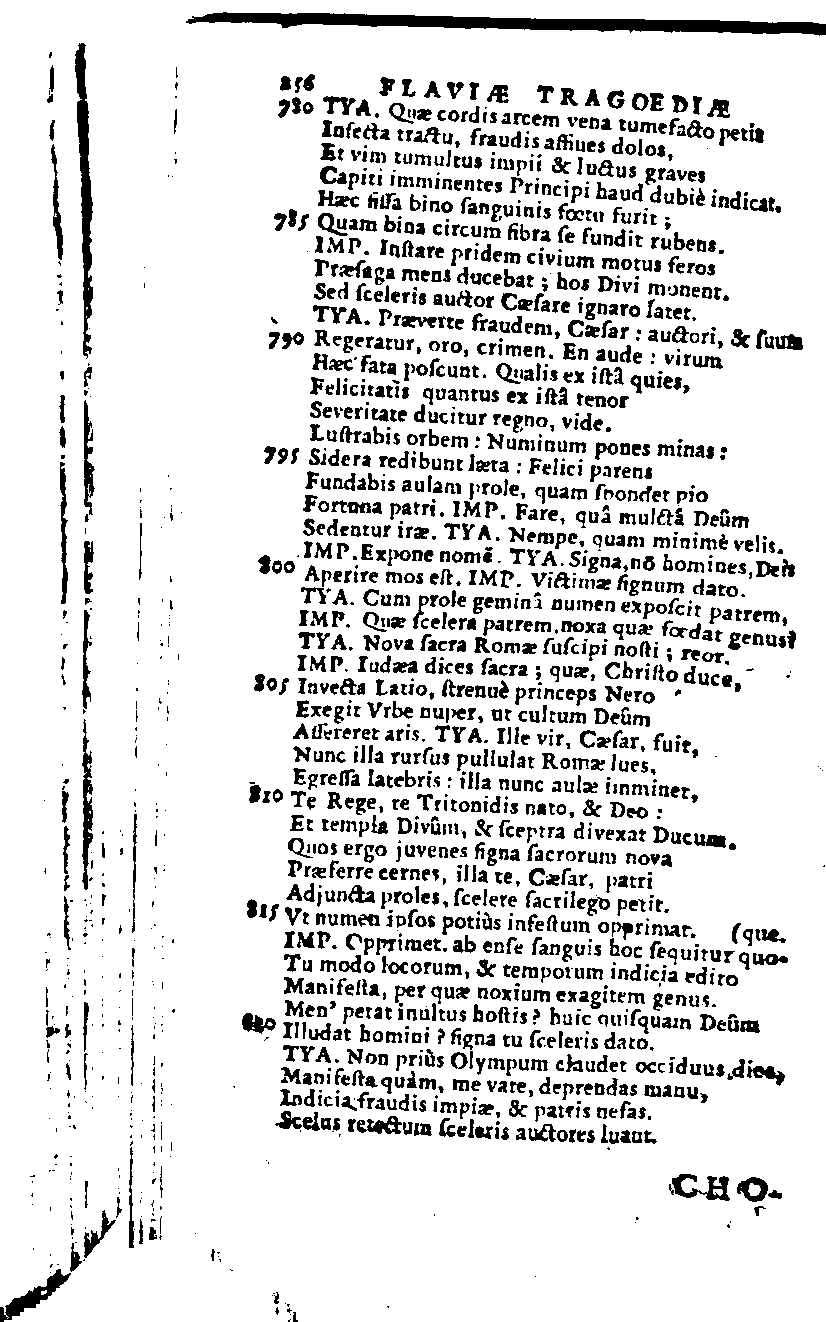 256 FLAVIÆ TRAGOEDIÆ
780 TYA. Quæ cordis arcem vena tumefacto petit
Infecta tractu, fraudis affines dolos,
Et vim tumultus impii & luctus graves
Capiti imminentes Principi haud dubiè indicat.
Hæc fissa bino sanguinis fœtu furit ;
785 Quam bina circum fibra se fundit rubens.
IMP. Instare pridem civium motus feros
Præsaga mens ducebat ; hos Divi monent.
Sed sceleris auctor Cæsare ignaro latet.
TYA. Præverte fraudem, Cæsar : auctori, & suum
790 Regeratur, oro, crimen. En aude : virum
Hæc fata poscunt. Qualis ex istâ quies,
Felicitatis quantus ex istâ tenor
Severitate ducitur regno, vide.
Lustrabis orbem : Numinum pones minas :
795 Sidera redibunt læta : Felici parens
Fundabis aulam prole, quam spondet pio
Fortuna patri. IMP. Fare, quâ mulctâ Deûm
Sedentur iræ. TYA. Nempe, quam minimè velis.
IMP. Expone nomē. TYA. Signa, nō homines, Deis
800 Aperire mos est. IMP. Victimæ signum dato.
TYA. Cum prole geminâ numen exposcit patrem,
IMP. Quæ scelera patrem, noxa quæ fœdat genus?
TYA. Nova sacra Romæ suscipi nosti ; reor.
IMP. Iudæa dices sacra ; quæ, Christo duce,
805 Invecta Latio, strenuè princeps Nero
Exegit Vrbe nuper, ut cultum Deûm
Assereret aris. TYA. Ille vir, Cæsar, fuit,
Nunc illa rursus pullulat Romæ lues,
Egressa latebris : illa nunc aulæ imminet,
810 Te Rege, te Tritonidis nato, & Deo :
Et templa Divûm, & sceptra divexat Ducum.
Quos ergo juvenes signa sacrorum nova
Præferre cernes, illa te, Cæsar, patri
Adjuncta proles, scelere sacrilego petit.
815 Vt numen ipsos potiùs infestum opprimat. (que.
IMP. Opprimet. ab ense sanguis hoc sequitur quo-
Tu modo locorum, & temporum indicia edito
Manifesta, per quæ noxium exagitem genus.
Men' petat inultus hostis ? huic quisquam Deûm
820 Illudat homini ? signa tu sceleris dato.
TYA. Non priùs Olympum claudet occiduus dies,
Manifesta quàm, me vate, deprendas manu,
Indicia fraudis impiæ, & patris nefas.
Scelus retectum sceleris auctores luant.
CHO-